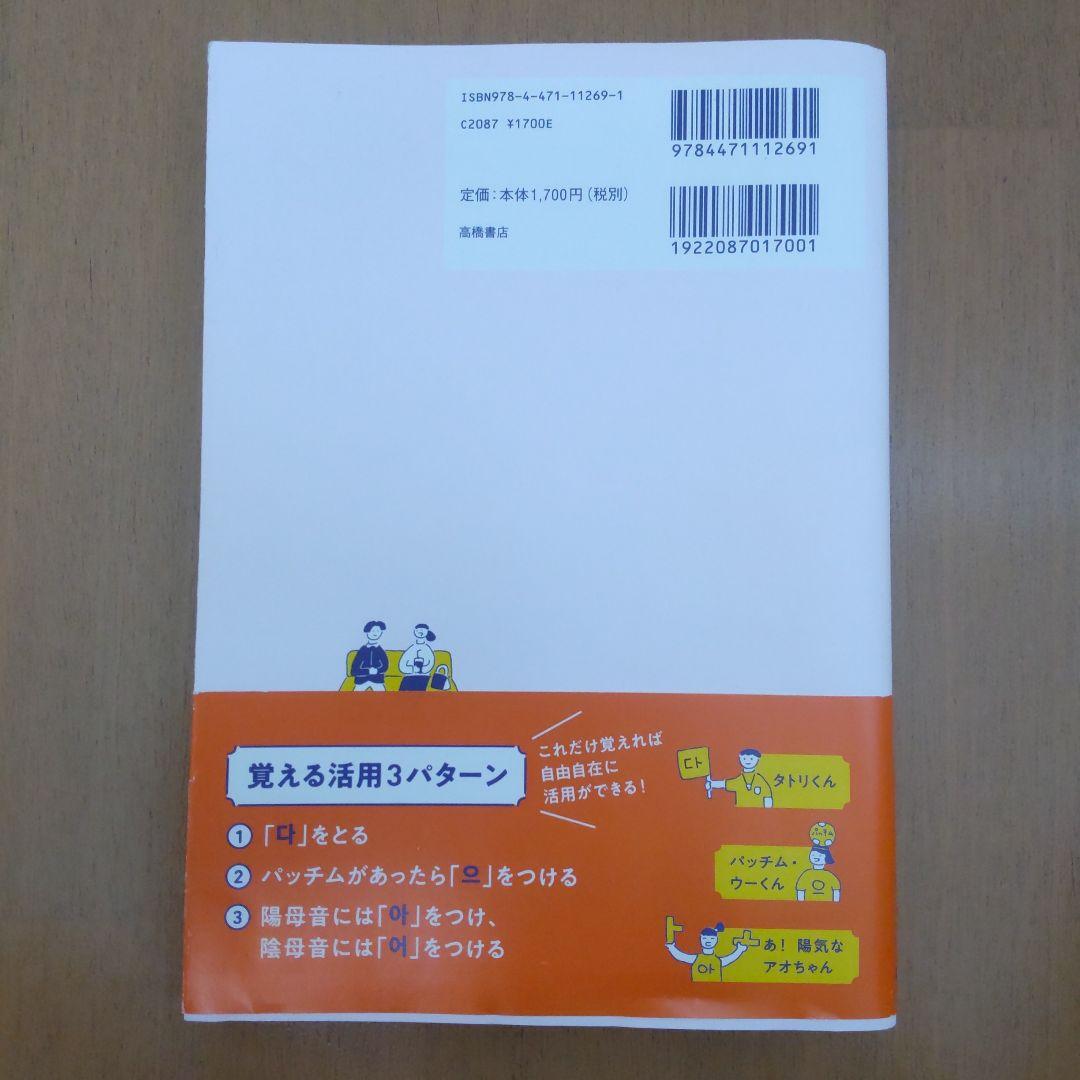 ISBN978-4-471-11269-1
C2087 ¥1700E
9784471112691
定価：本体1,700円（税別）
高橋書店
1922087017001
覚える活用3パターン
これだけ覚えれば
自由自在に
活用ができる！
① 「다」をとる
② パッチムがあったら「으」をつける
③ 陽母音には「아」をつけ、
陰母音には「어」をつける
다
タトリくん
パッチム
パッチム・
ウーくん
으
ㅏ
ㅗ
아
あ！ 陽気な
アオちゃん